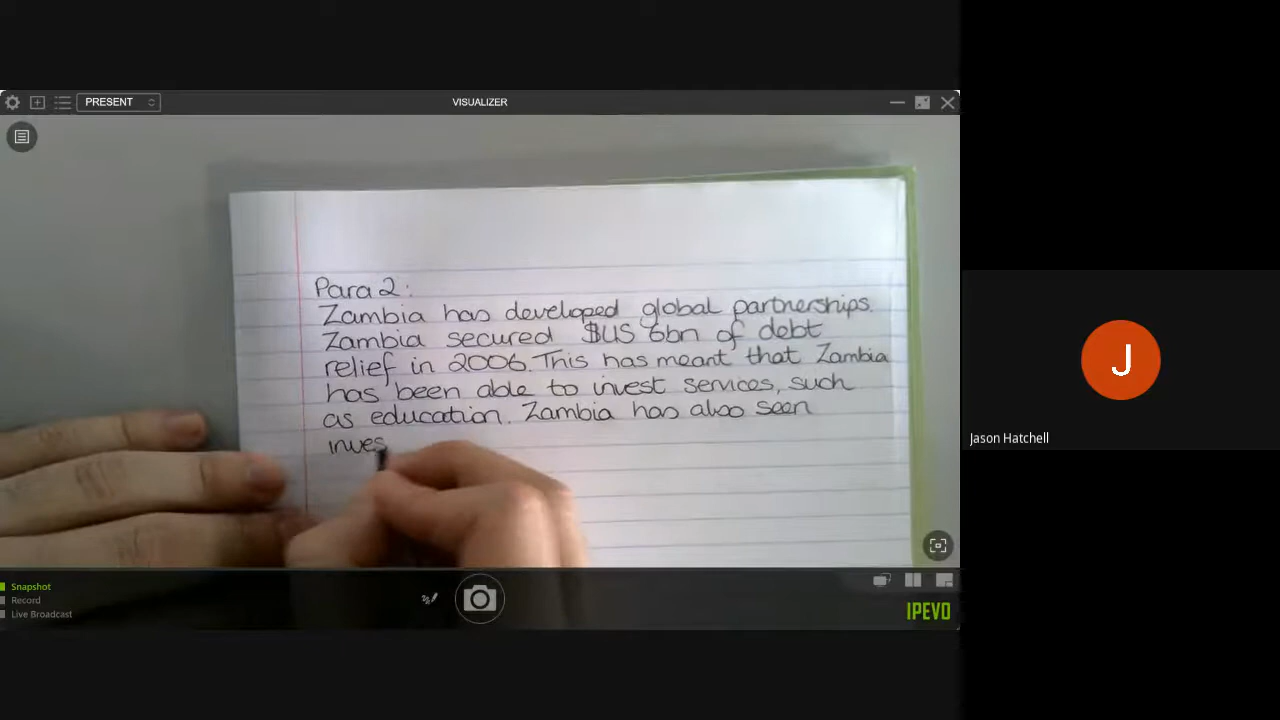 PRESENT
VISUALIZER
Para 2:
Zambia has developed global partnerships.
Zambia secured $US 6bn of debt
relief in 2006. This has meant that Zambia
has been able to invest services, such
as education. Zambia has also seen
inves
Jason Hatchell
J
Snapshot
Record
Live Broadcast
IPEVO